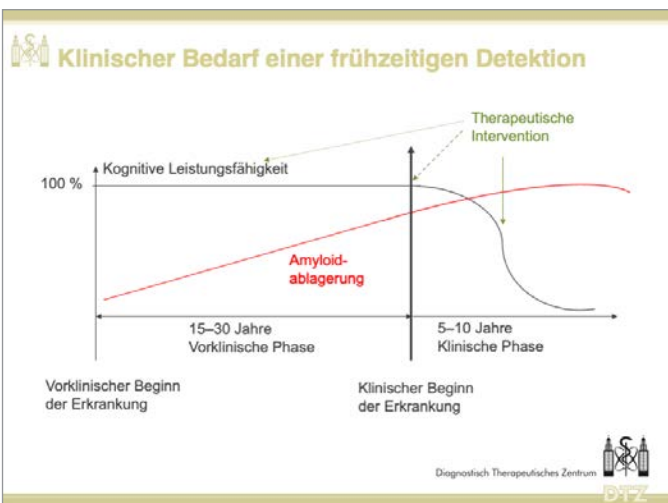 Klinischer Bedarf einer frühzeitigen Detektion
Therapeutische
Intervention
Kognitive Leistungsfähigkeit
100 %
Amyloid-
ablagerung
15–30 Jahre
Vorklinische Phase
5–10 Jahre
Klinische Phase
Vorklinischer Beginn
der Erkrankung
Klinischer Beginn
der Erkrankung
Diagnostisch Therapeutisches Zentrum
DTZ